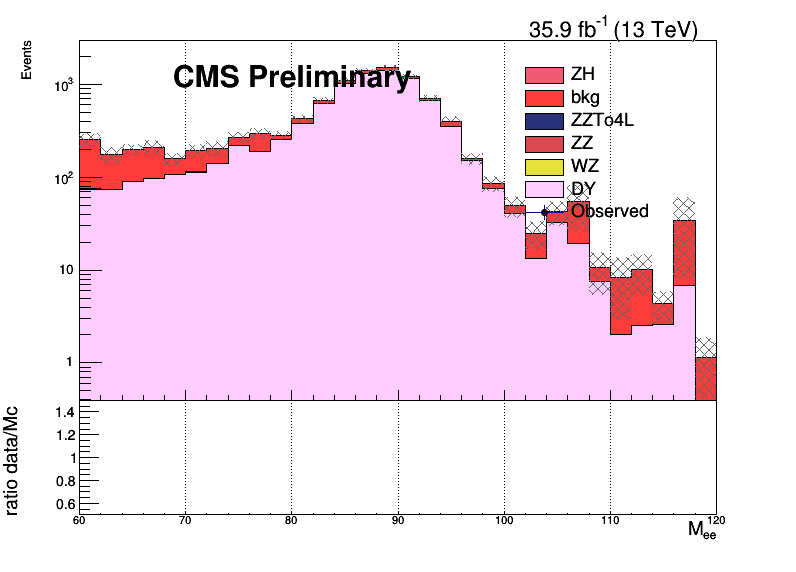 35.9 fb⁻¹ (13 TeV)
Events
CMS Preliminary
ZH
bkg
ZZTo4L
ZZ
WZ
DY
Observed
10³
10²
10
1
ratio data/Mc
1.4
1.2
1
0.8
0.6
60 70 80 90 100 110 120
Mee